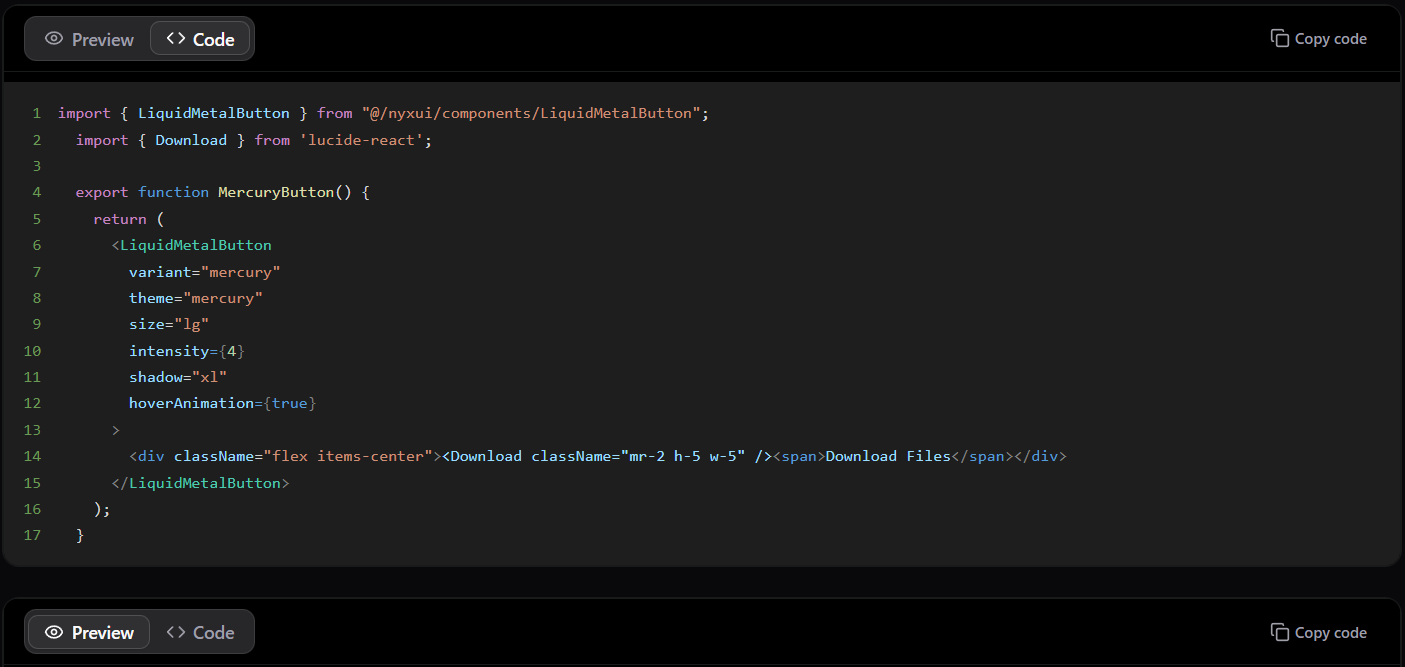 Preview Code Copy code
1 import { LiquidMetalButton } from "@/nyxui/components/LiquidMetalButton";
2 import { Download } from 'lucide-react';
3
4 export function MercuryButton() {
5 return (
6 <LiquidMetalButton
7 variant="mercury"
8 theme="mercury"
9 size="lg"
10 intensity={4}
11 shadow="xl"
12 hoverAnimation={true}
13 >
14 <div className="flex items-center"><Download className="mr-2 h-5 w-5" /><span>Download Files</span></div>
15 </LiquidMetalButton>
16 );
17 }
Preview Code Copy code